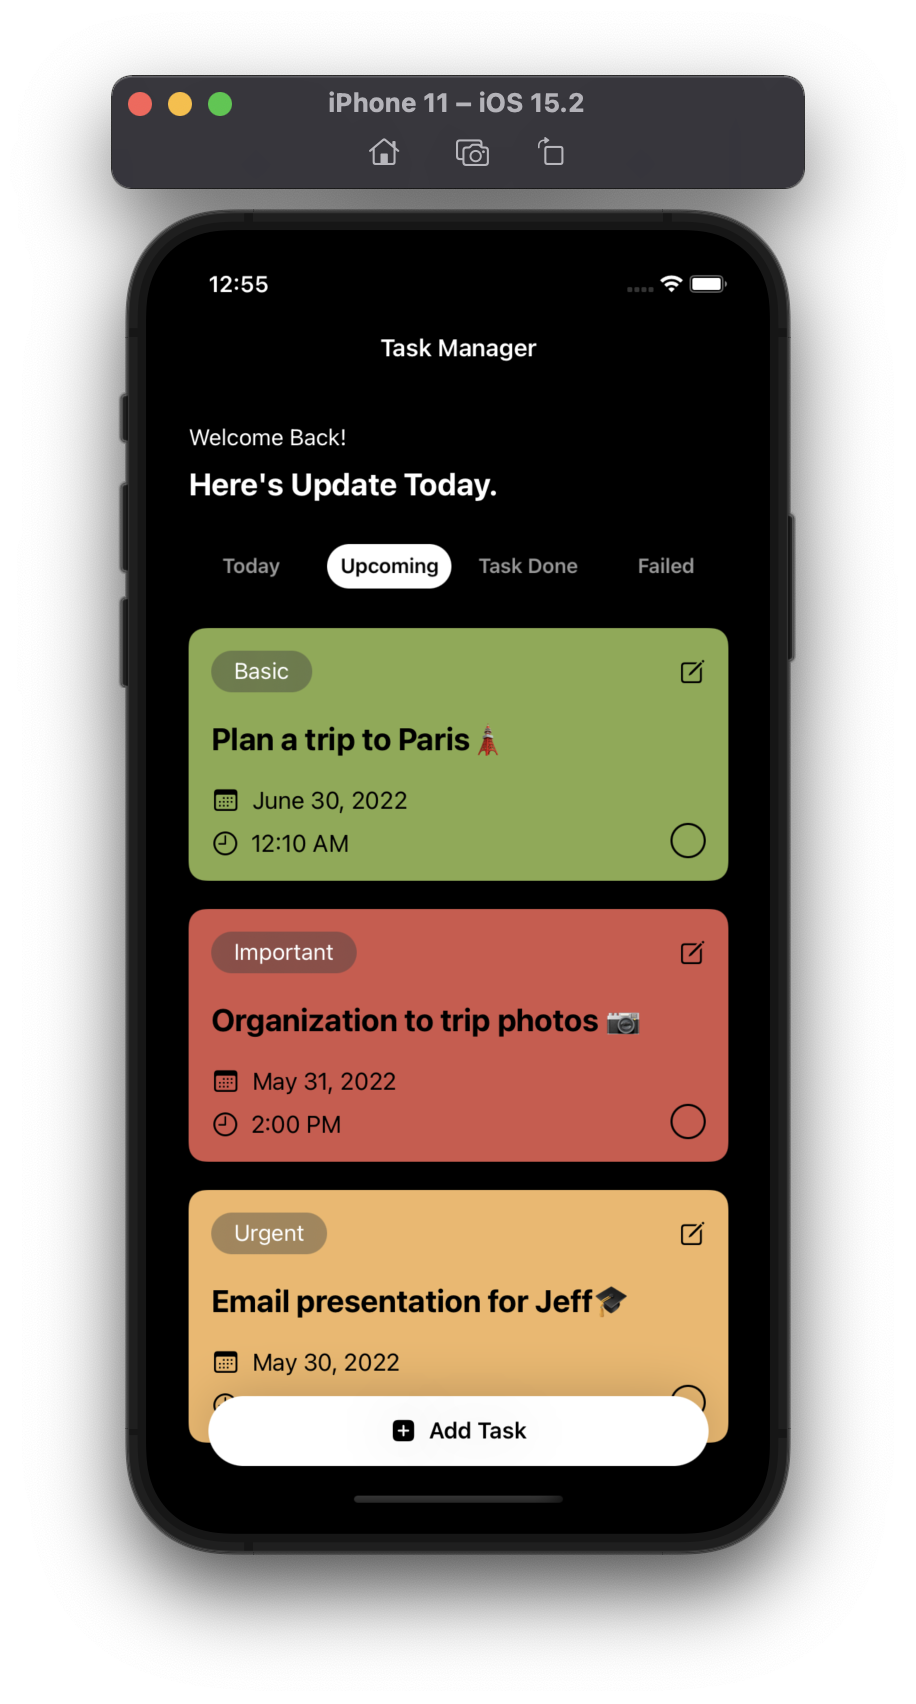 iPhone 11 – iOS 15.2
12:55
Task Manager
Welcome Back!
Here's Update Today.
Today Upcoming Task Done Failed
Basic
Plan a trip to Paris🗼
June 30, 2022
12:10 AM
Important
Organization to trip photos 📷
May 31, 2022
2:00 PM
Urgent
Email presentation for Jeff🎓
May 30, 2022
Add Task